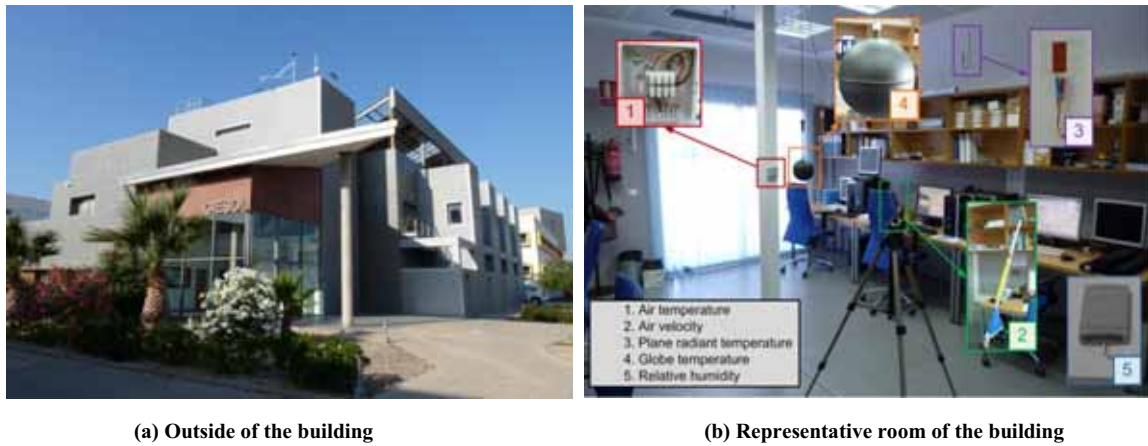 CIESOL
1
4
3
2
5
1. Air temperature
2. Air velocity
3. Plane radiant temperature
4. Globe temperature
5. Relative humidity
(a) Outside of the building
(b) Representative room of the building